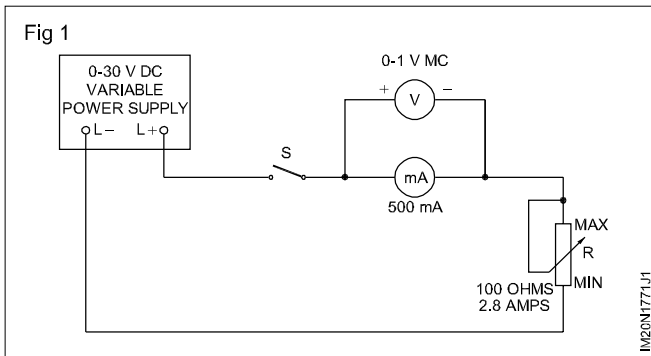 Fig 1
0-30 V DC
VARIABLE
POWER SUPPLY
L− L+
S
0-1 V MC
+ −
V
mA
500 mA
MAX
R
MIN
100 OHMS
2.8 AMPS
IM20N1771J1